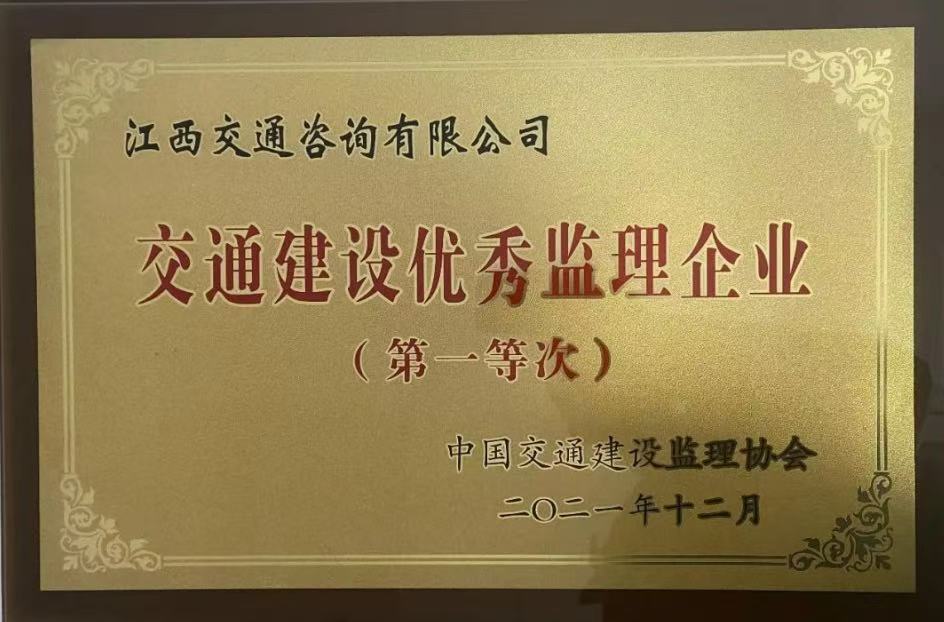 江西交通咨询有限公司
交通建设优秀监理企业
（第一等次）
中国交通建设监理协会
二〇二一年十二月